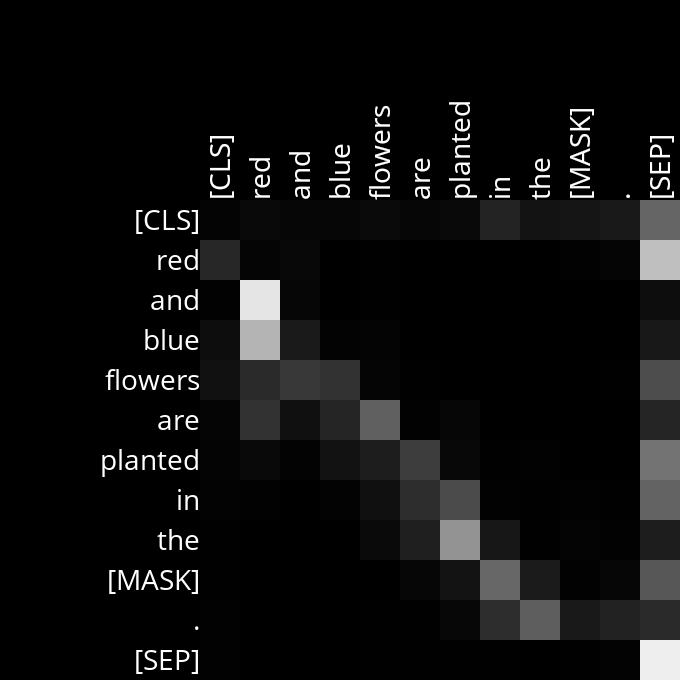 [CLS] red and blue flowers are planted in the [MASK] . [SEP]
[CLS]
red
and
blue
flowers
are
planted
in
the
[MASK]
.
[SEP]